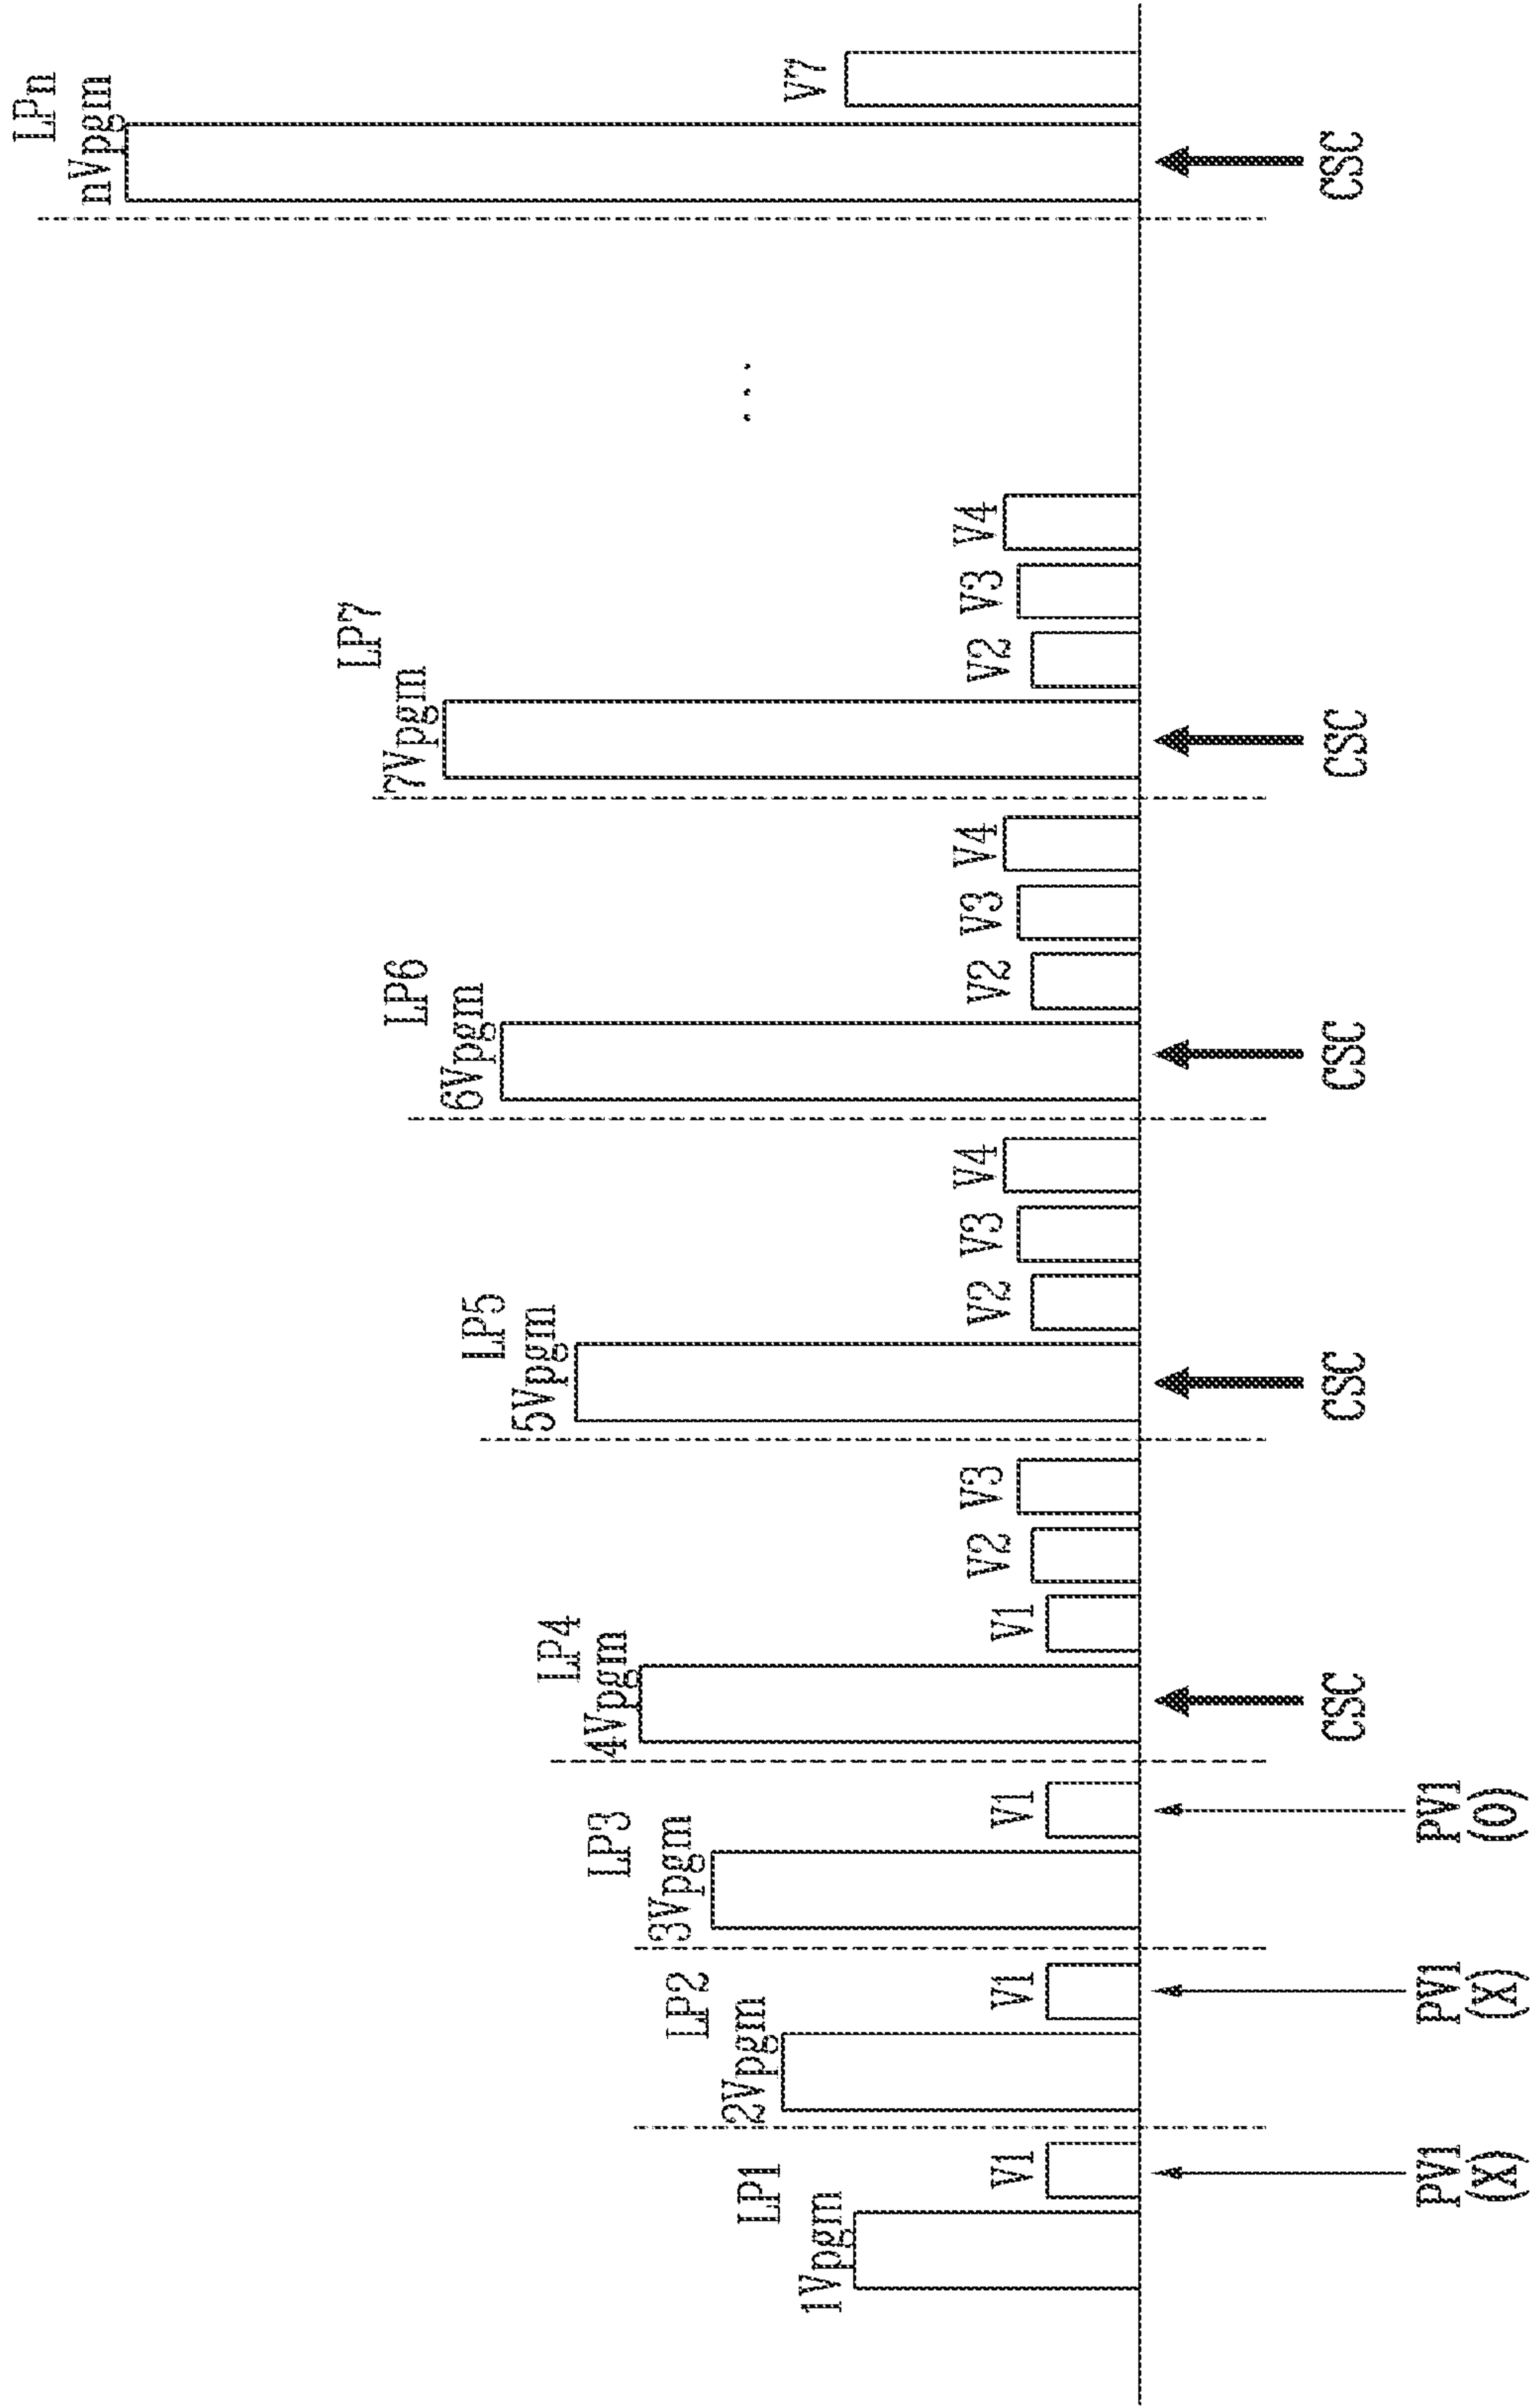 LP1
1Vpgm
V1
PV1
(X)
LP2
2Vpgm
V1
PV1
(X)
LP3
3Vpgm
V1
PV1
(O)
LP4
4Vpgm
V1
V2
V3
CSC
LP5
5Vpgm
V2
V3
V4
CSC
LP6
6Vpgm
V2
V3
V4
CSC
LP7
7Vpgm
V2
V3
V4
CSC
...
LPn
nVpgm
V7
CSC